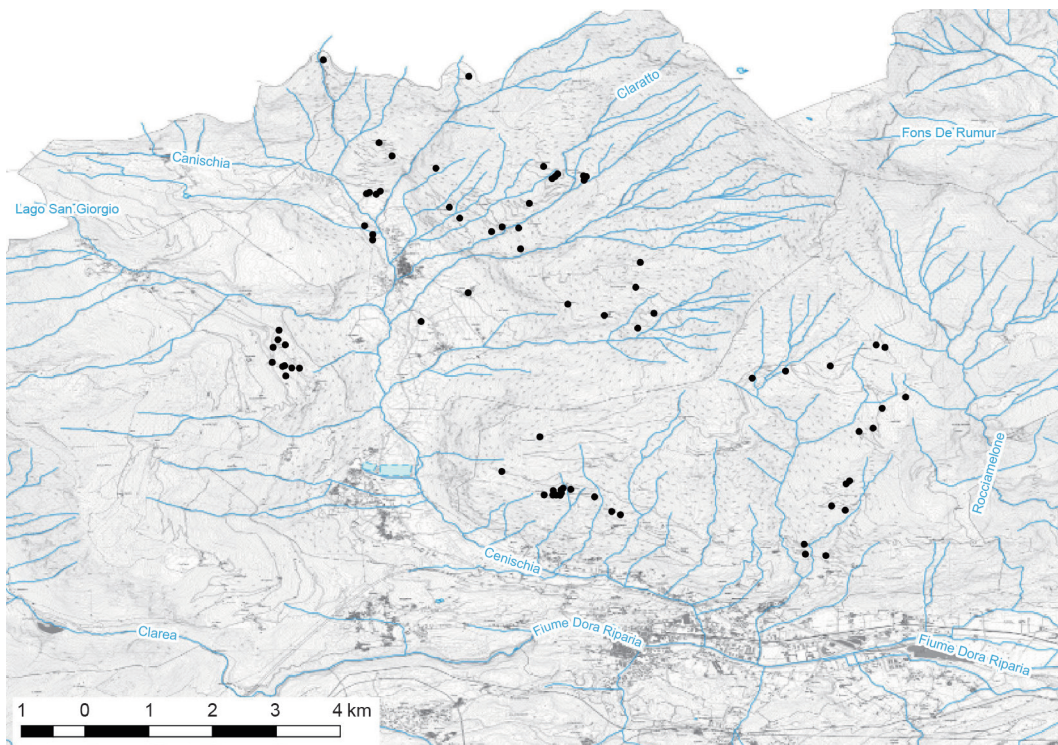 Claratto
Fons De Rumur
Canischia
Lago San Giorgio
Rocciamelone
Cenischia
Clarea
Fiume Dora Riparia
Fiume Dora Riparia
1 0 1 2 3 4 km